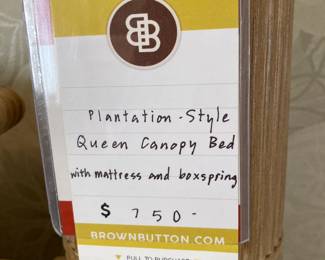 BB
Plantation-Style
Queen Canopy Bed
with mattress and boxspring
$ 750-
BROWNBUTTON.COM
PULL TO PURCHASE